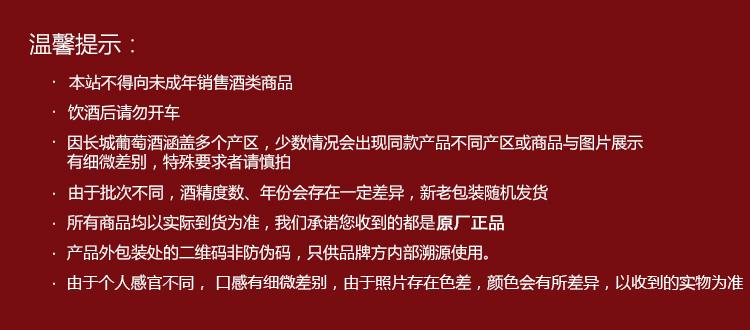 温馨提示：
· 本站不得向未成年销售酒类商品
· 饮酒后请勿开车
· 因长城葡萄酒涵盖多个产区，少数情况会出现同款产品不同产区或商品与图片展示
有细微差别，特殊要求者请慎拍
· 由于批次不同，酒精度数、年份会存在一定差异，新老包装随机发货
· 所有商品均以实际到货为准，我们承诺您收到的都是原厂正品
· 产品外包装处的二维码非防伪码，只供品牌方内部溯源使用。
· 由于个人感官不同， 口感有细微差别，由于照片存在色差，颜色会有所差异，以收到的实物为准